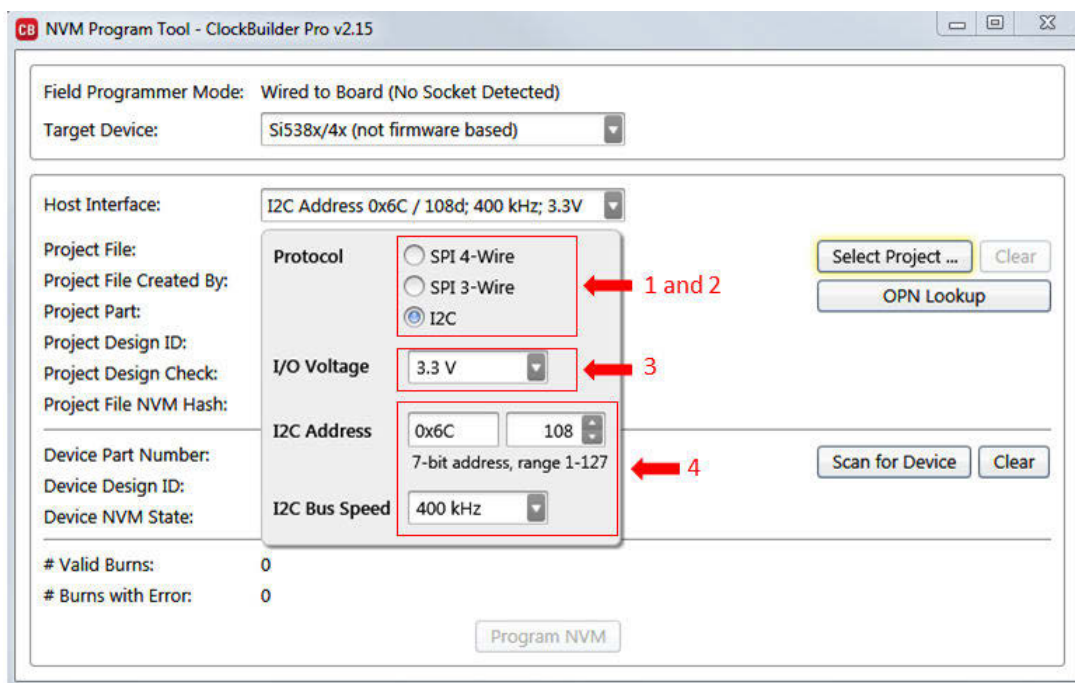 CB NVM Program Tool - ClockBuilder Pro v2.15
Field Programmer Mode: Wired to Board (No Socket Detected)
Target Device: Si538x/4x (not firmware based)
Host Interface: I2C Address 0x6C / 108d; 400 kHz; 3.3V
Project File:
Project File Created By:
Project Part:
Project Design ID:
Project Design Check:
Project File NVM Hash:
Protocol
SPI 4-Wire
SPI 3-Wire
I2C
1 and 2
I/O Voltage 3.3 V
3
I2C Address 0x6C 108
7-bit address, range 1-127
4
I2C Bus Speed 400 kHz
Select Project ... Clear
OPN Lookup
Device Part Number:
Device Design ID:
Device NVM State:
Scan for Device Clear
# Valid Burns: 0
# Burns with Error: 0
Program NVM